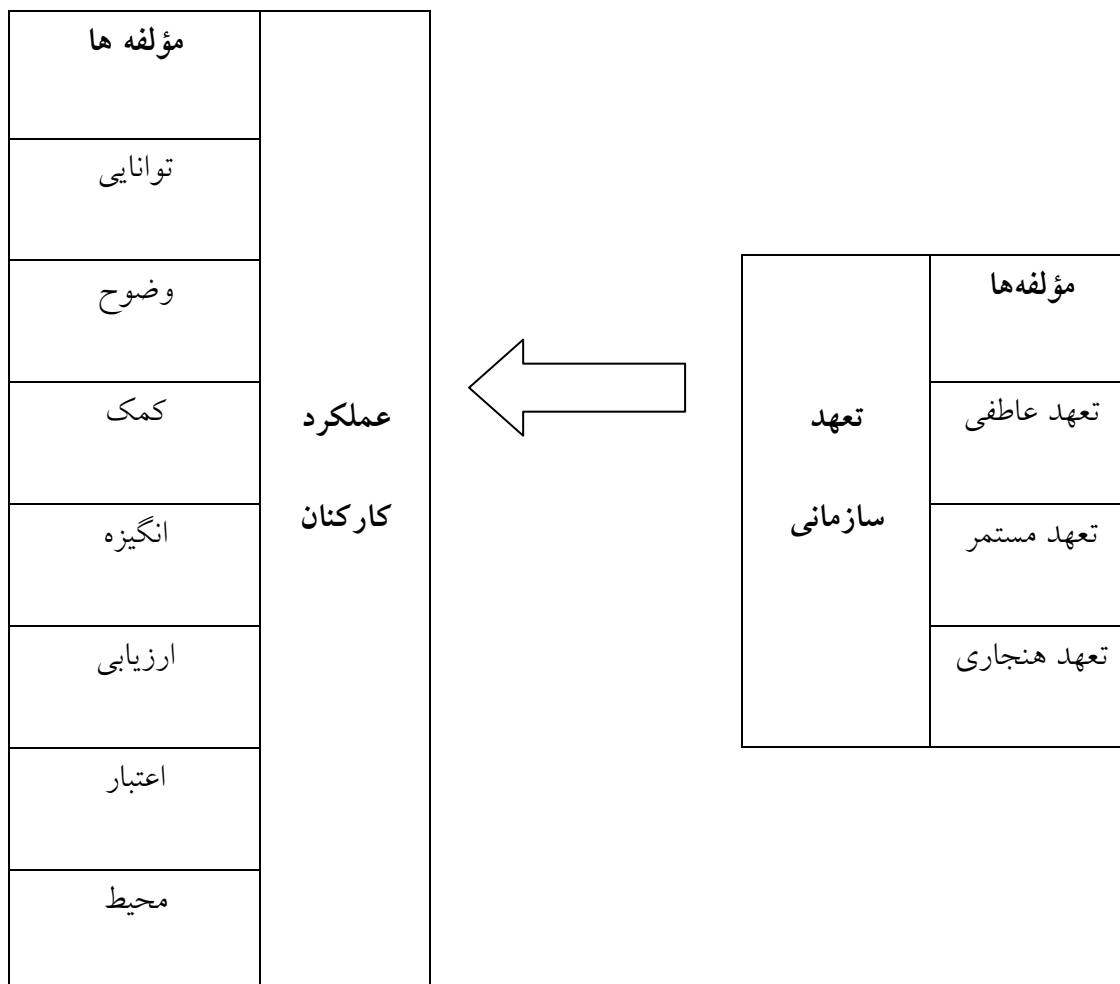 مؤلفه‌ها
تعهد عاطفی
تعهد مستمر
تعهد هنجاری
تعهد
سازمانی
عملکرد
کارکنان
مؤلفه ها
توانایی
وضوح
کمک
انگیزه
ارزیابی
اعتبار
محیط